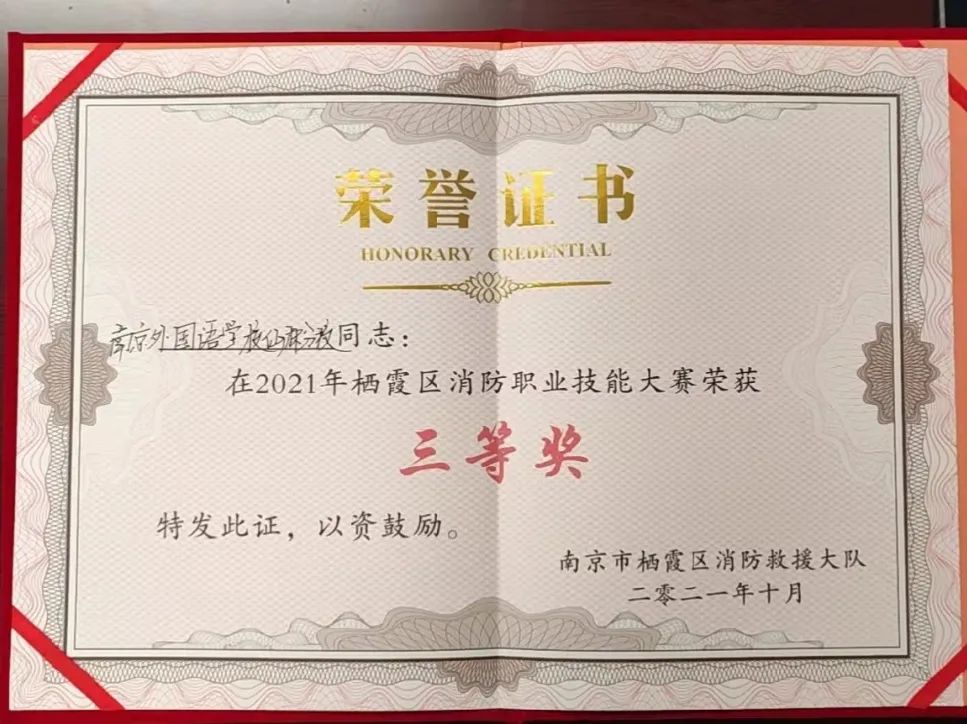 荣誉证书
HONORARY CREDENTIAL
南京外国语学校仙林分校同志：
在2021年栖霞区消防职业技能大赛荣获
三等奖
特发此证，以资鼓励。
南京市栖霞区消防救援大队
二零二一年十月